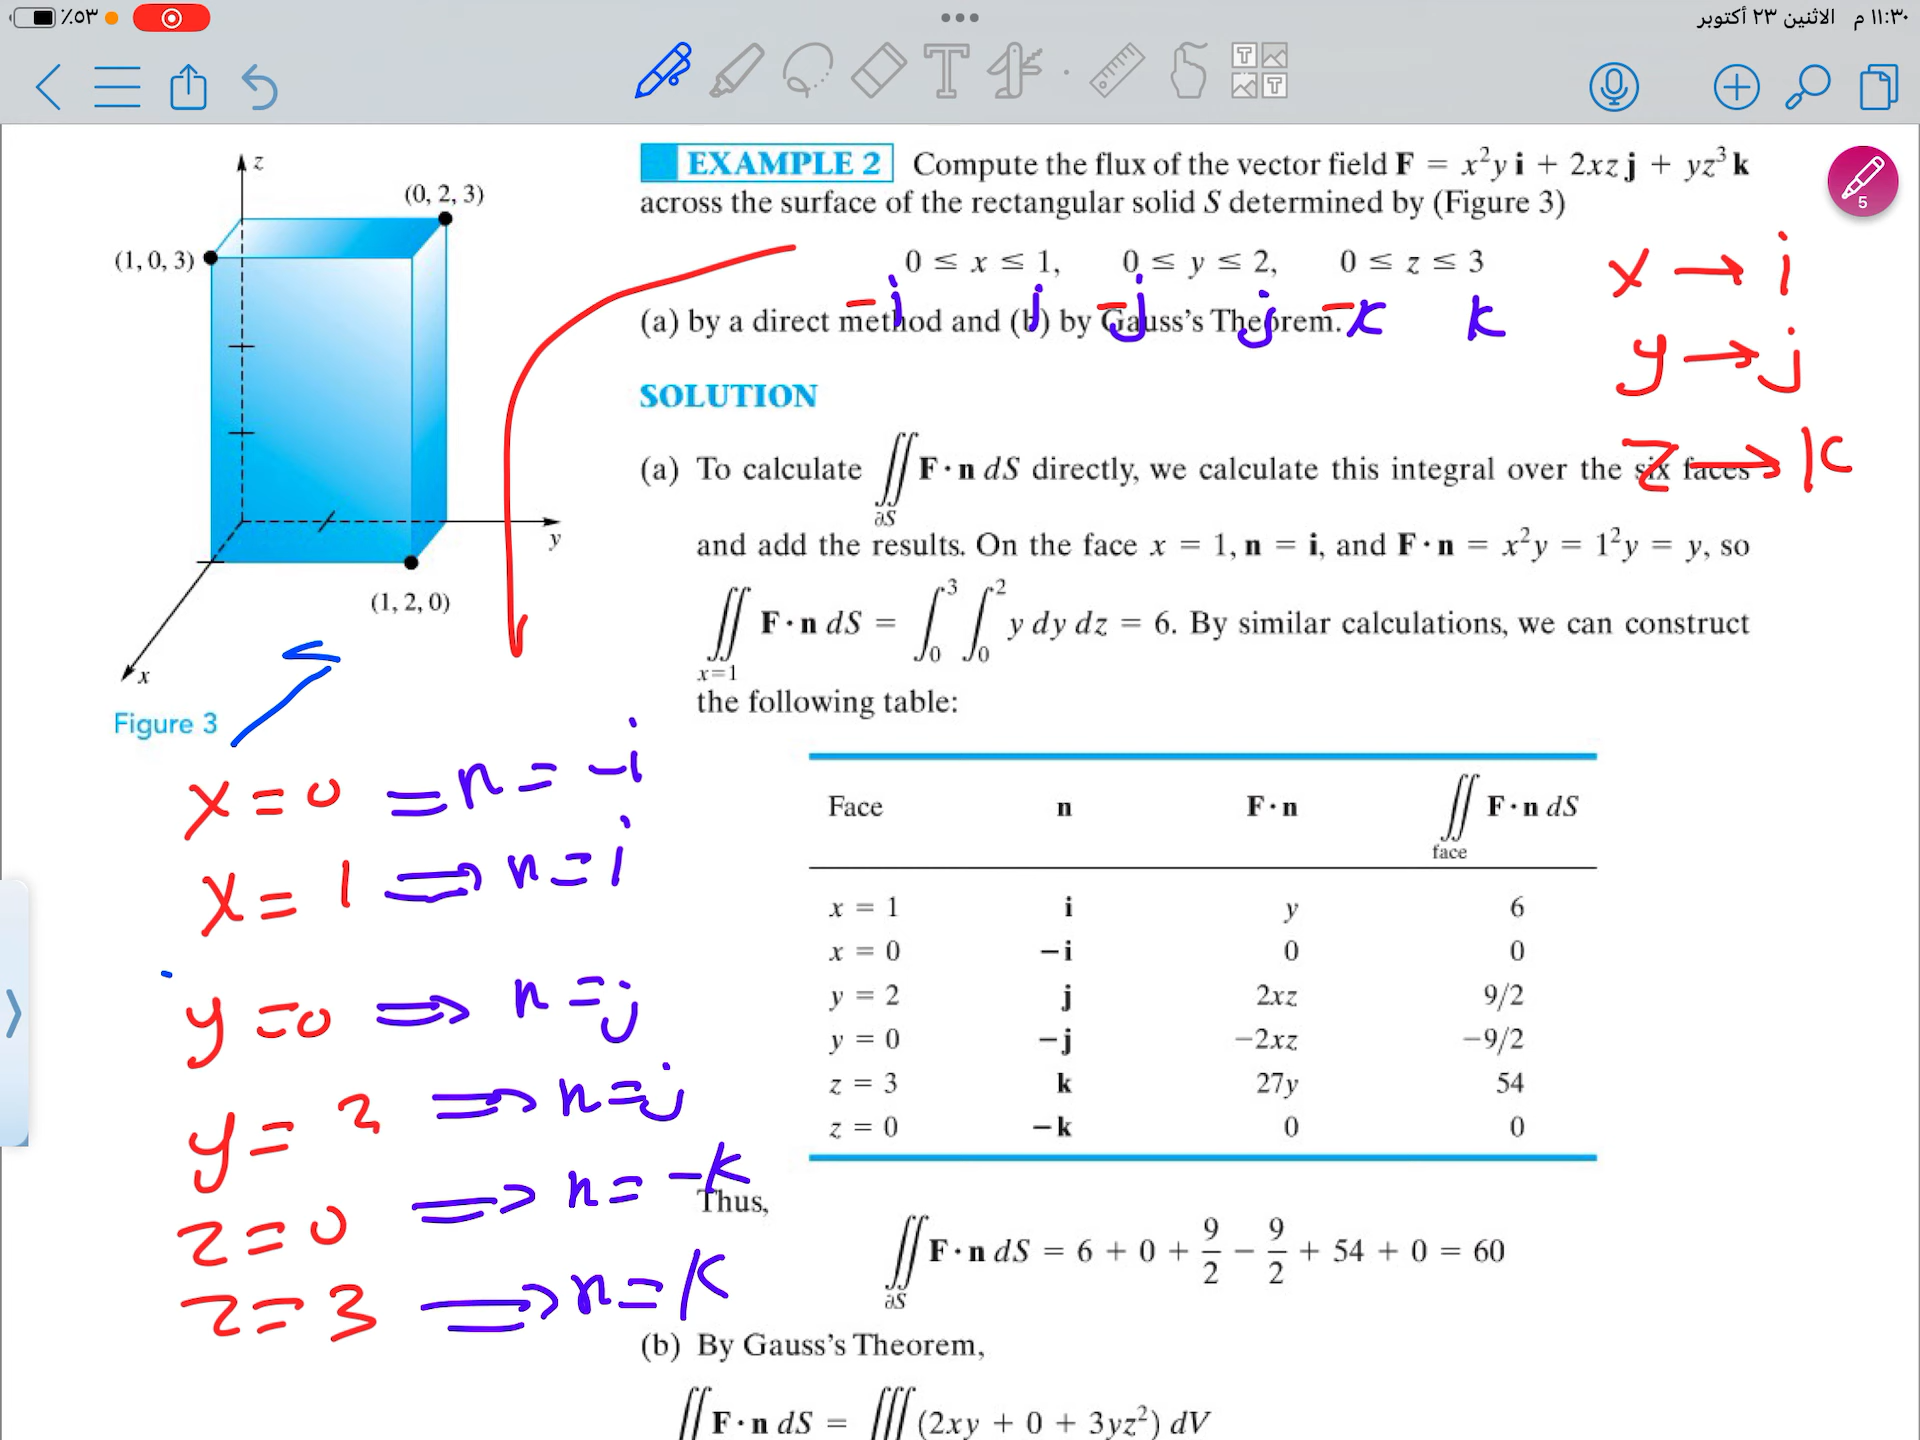 ٪٥٣
١١:٣٠ م الاثنين ٢٣ أكتوبر
5
EXAMPLE 2 Compute the flux of the vector field F = x²y i + 2xz j + yz³ k
across the surface of the rectangular solid S determined by (Figure 3)
0 ≤ x ≤ 1, 0 ≤ y ≤ 2, 0 ≤ z ≤ 3
-i i -j j -k k
(a) by a direct method and (b) by Gauss's Theorem.
x → i
y → j
z → k
z
(0, 2, 3)
(1, 0, 3)
y
(1, 2, 0)
x
Figure 3
SOLUTION
(a) To calculate ∬ F · n dS directly, we calculate this integral over the six faces
∂S
and add the results. On the face x = 1, n = i, and F · n = x²y = 1²y = y, so
∬ F · n dS = ∫₀³ ∫₀² y dy dz = 6. By similar calculations, we can construct
x=1
the following table:
Face n F · n ∬ F · n dS
face
x = 1 i y 6
x = 0 −i 0 0
y = 2 j 2xz 9/2
y = 0 −j −2xz −9/2
z = 3 k 27y 54
z = 0 −k 0 0
x = 0 = n = -i
x = 1 ⇒ n = i
y = 0 ⇒ n = j
y = 2 ⇒ n = j
z = 0 ⇒ n = -k
z = 3 ⇒ n = k
Thus,
∬ F · n dS = 6 + 0 + 9/2 − 9/2 + 54 + 0 = 60
∂S
(b) By Gauss's Theorem,
∬ F · n dS = ∭ (2xy + 0 + 3yz²) dV